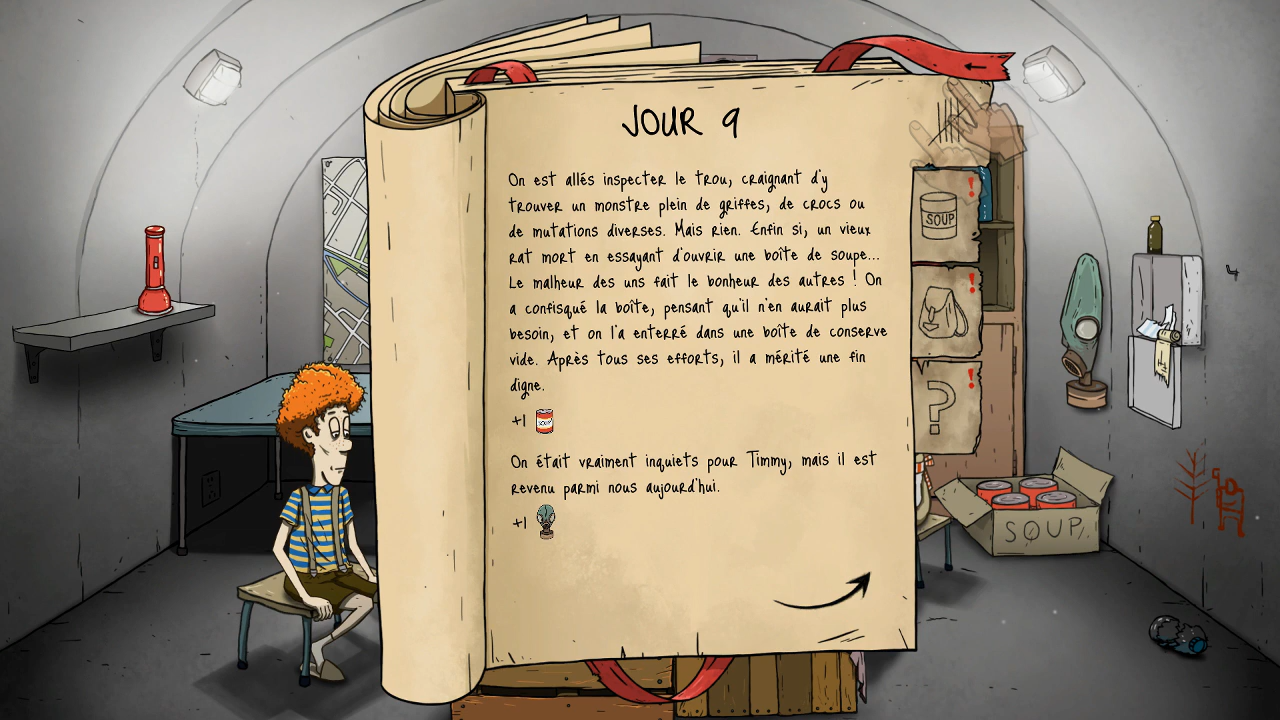 JOUR 9
On est allés inspecter le trou, craignant d'y
trouver un monstre plein de griffes, de crocs ou
de mutations diverses. Mais rien. Enfin si, un vieux
rat mort en essayant d'ouvrir une boîte de soupe...
Le malheur des uns fait le bonheur des autres ! On
a confisqué la boîte, pensant qu'il n'en aurait plus
besoin, et on l'a enterré dans une boîte de conserve
vide. Après tous ses efforts, il a mérité une fin
digne.
+1 SOUP
On était vraiment inquiets pour Timmy, mais il est
revenu parmi nous aujourd'hui.
+1
SOUP
!
!
?
!
SOUP